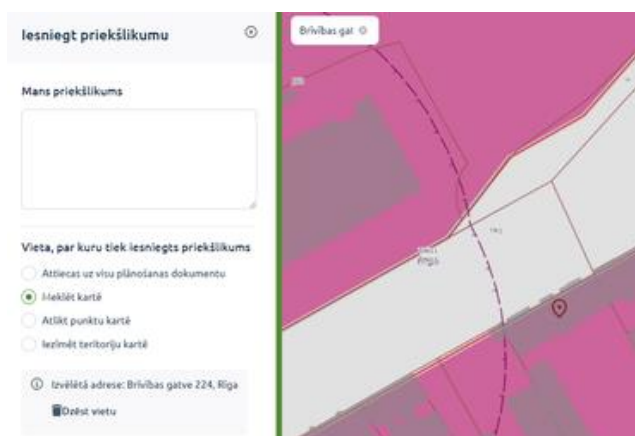 Iesniegt priekšlikumu
Brīvības gat
Mans priekšlikums
Vieta, par kuru tiek iesniegts priekšlikums
Attiecas uz visu plānošanas dokumentu
Meklēt kartē
Atlikt punktu kartē
Iezīmēt teritoriju kartē
Izvēlētā adrese: Brīvības gatve 224, Rīga
Dzēst vietu